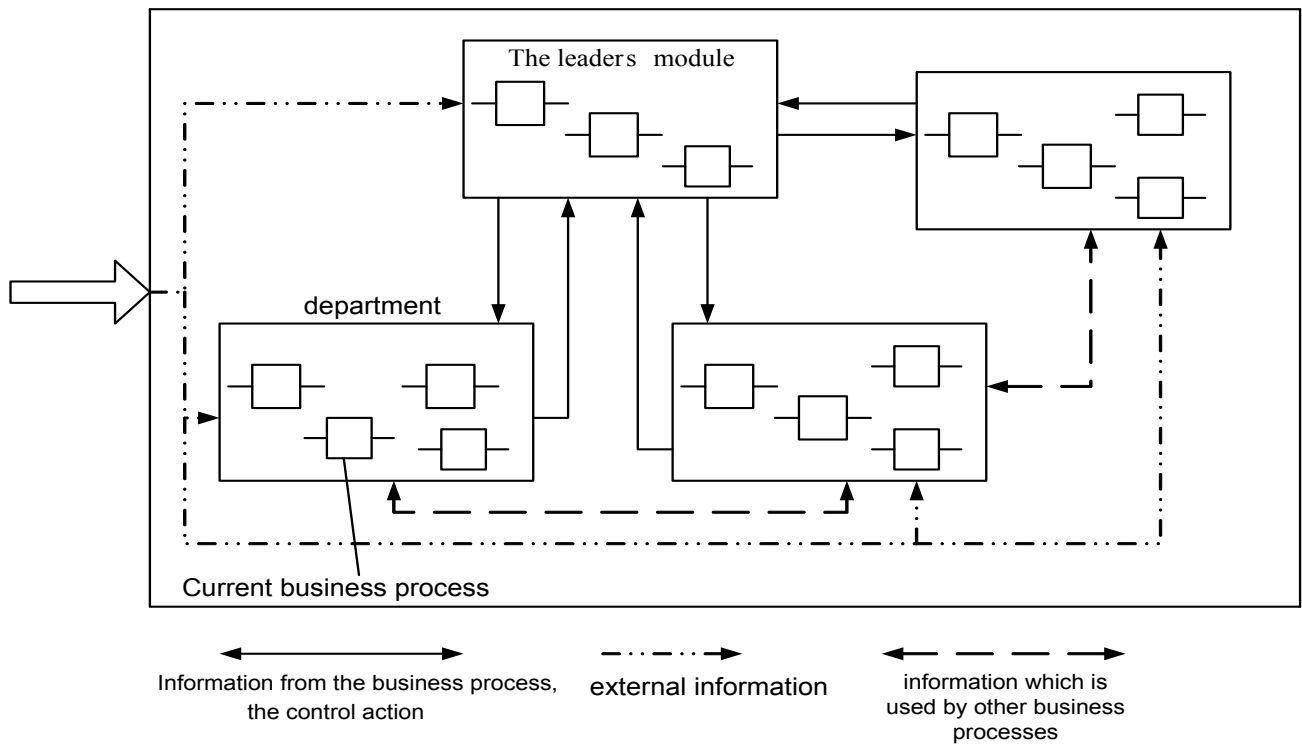 The leaders module
department
Current business process
Information from the business process,
the control action
external information
information which is
used by other business
processes